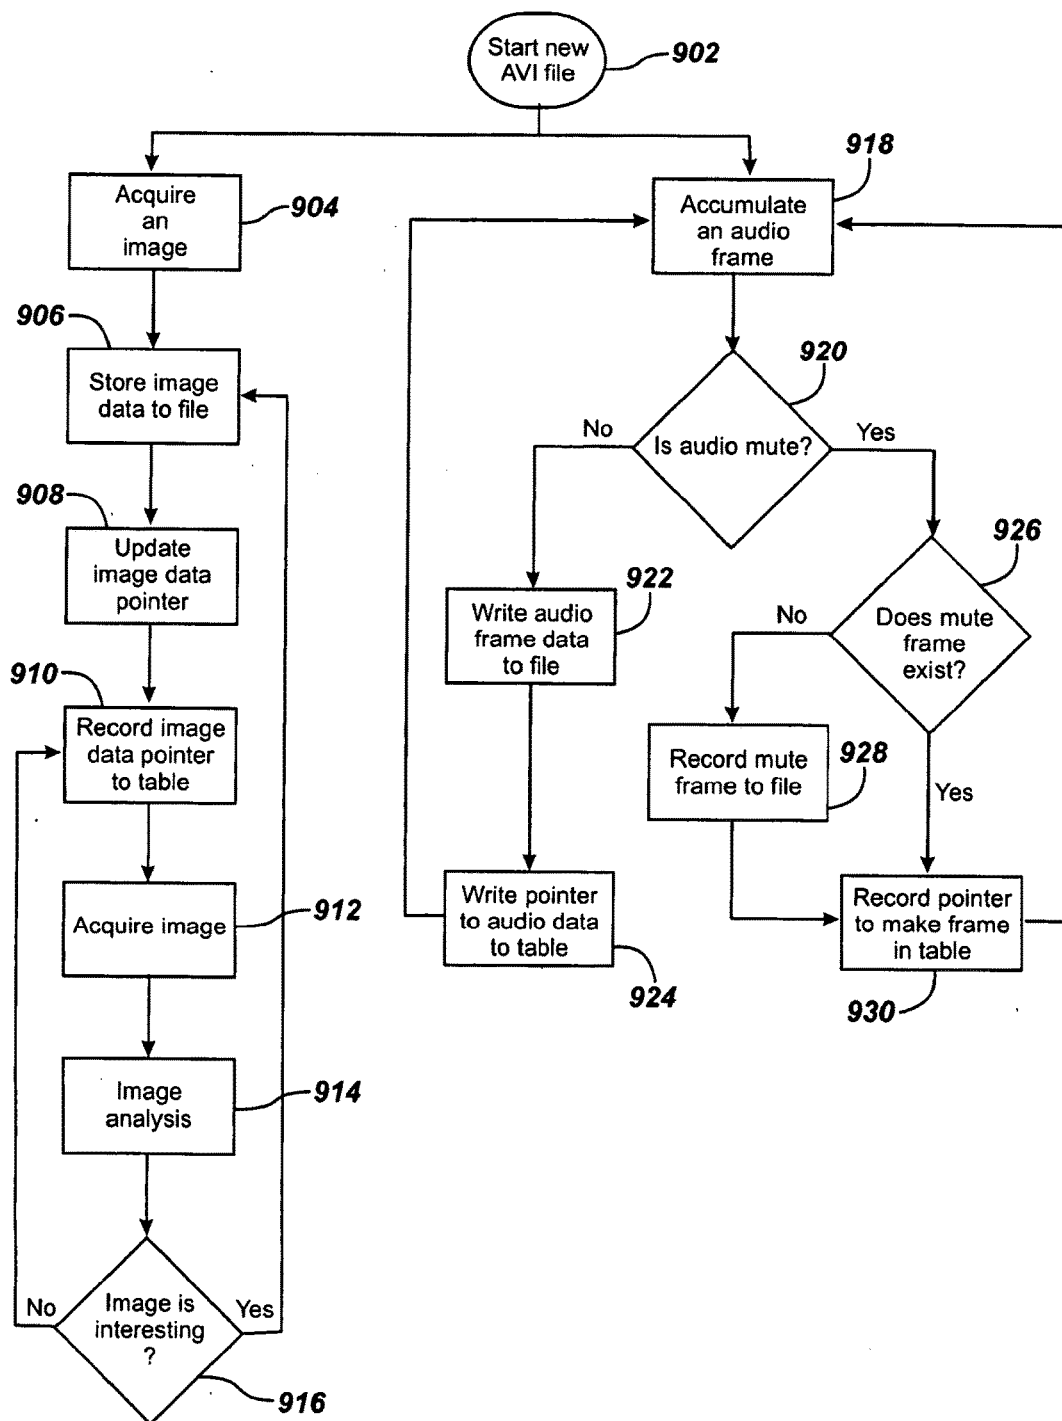 Start new
AVI file
902
Acquire
an
image
904
906
Store image
data to file
908
Update
image data
pointer
910
Record image
data pointer
to table
Acquire image
912
Image
analysis
914
No
Image is
interesting
?
Yes
916
918
Accumulate
an audio
frame
920
Is audio mute?
No
Yes
922
Write audio
frame data
to file
Write pointer
to audio data
to table
924
926
Does mute
frame
exist?
No
Yes
Record mute
frame to file
928
Record pointer
to make frame
in table
930